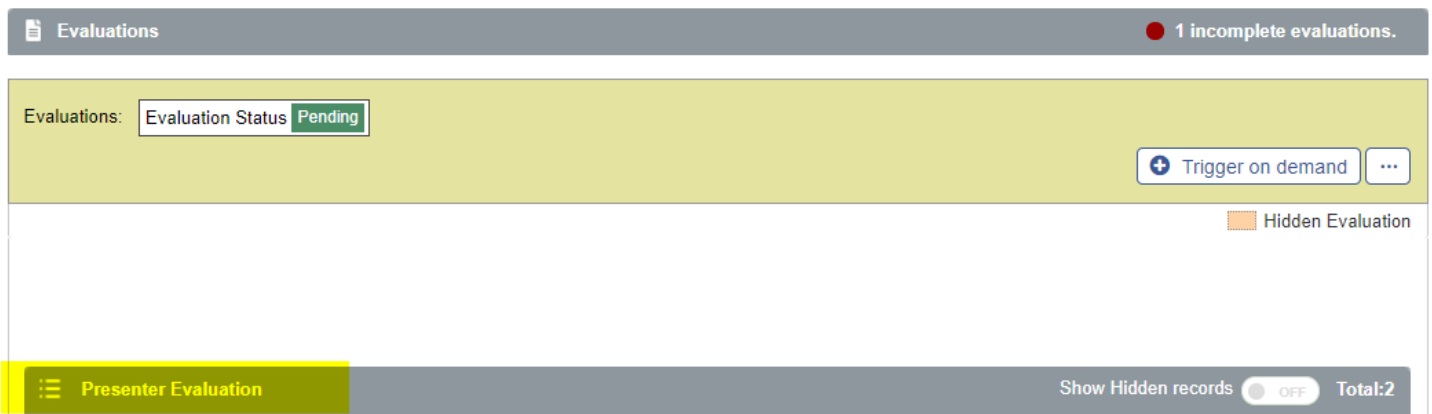 Evaluations 1 incomplete evaluations.
Evaluations: Evaluation Status Pending
Trigger on demand ...
Hidden Evaluation
Presenter Evaluation Show Hidden records OFF Total:2